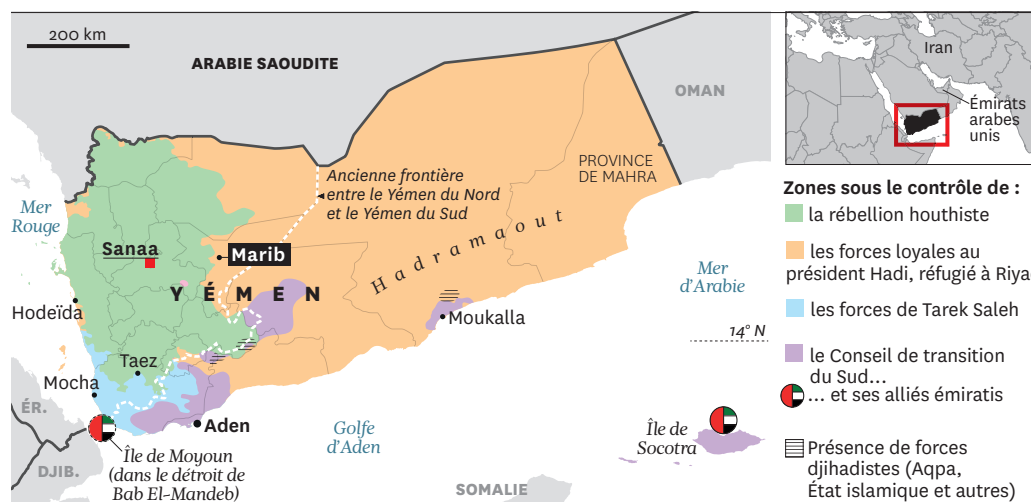 200 km
ARABIE SAOUDITE
OMAN
Iran
Émirats
arabes
unis
PROVINCE
DE MAHRA
Ancienne frontière
entre le Yémen du Nord
et le Yémen du Sud
Mer
Rouge
Sanaa
Marib
YÉMEN
Hadramaout
Hodeïda
Moukalla
Mer
d'Arabie
14° N
Taez
Mocha
Aden
ÉR.
DJIB.
Île de Moyoun
(dans le détroit de
Bab El-Mandeb)
Golfe
d'Aden
SOMALIE
Île de
Socotra
Zones sous le contrôle de :
la rébellion houthiste
les forces loyales au
président Hadi, réfugié à Riya
les forces de Tarek Saleh
le Conseil de transition
du Sud...
... et ses alliés émiratis
Présence de forces
djihadistes (Aqpa,
État islamique et autres)